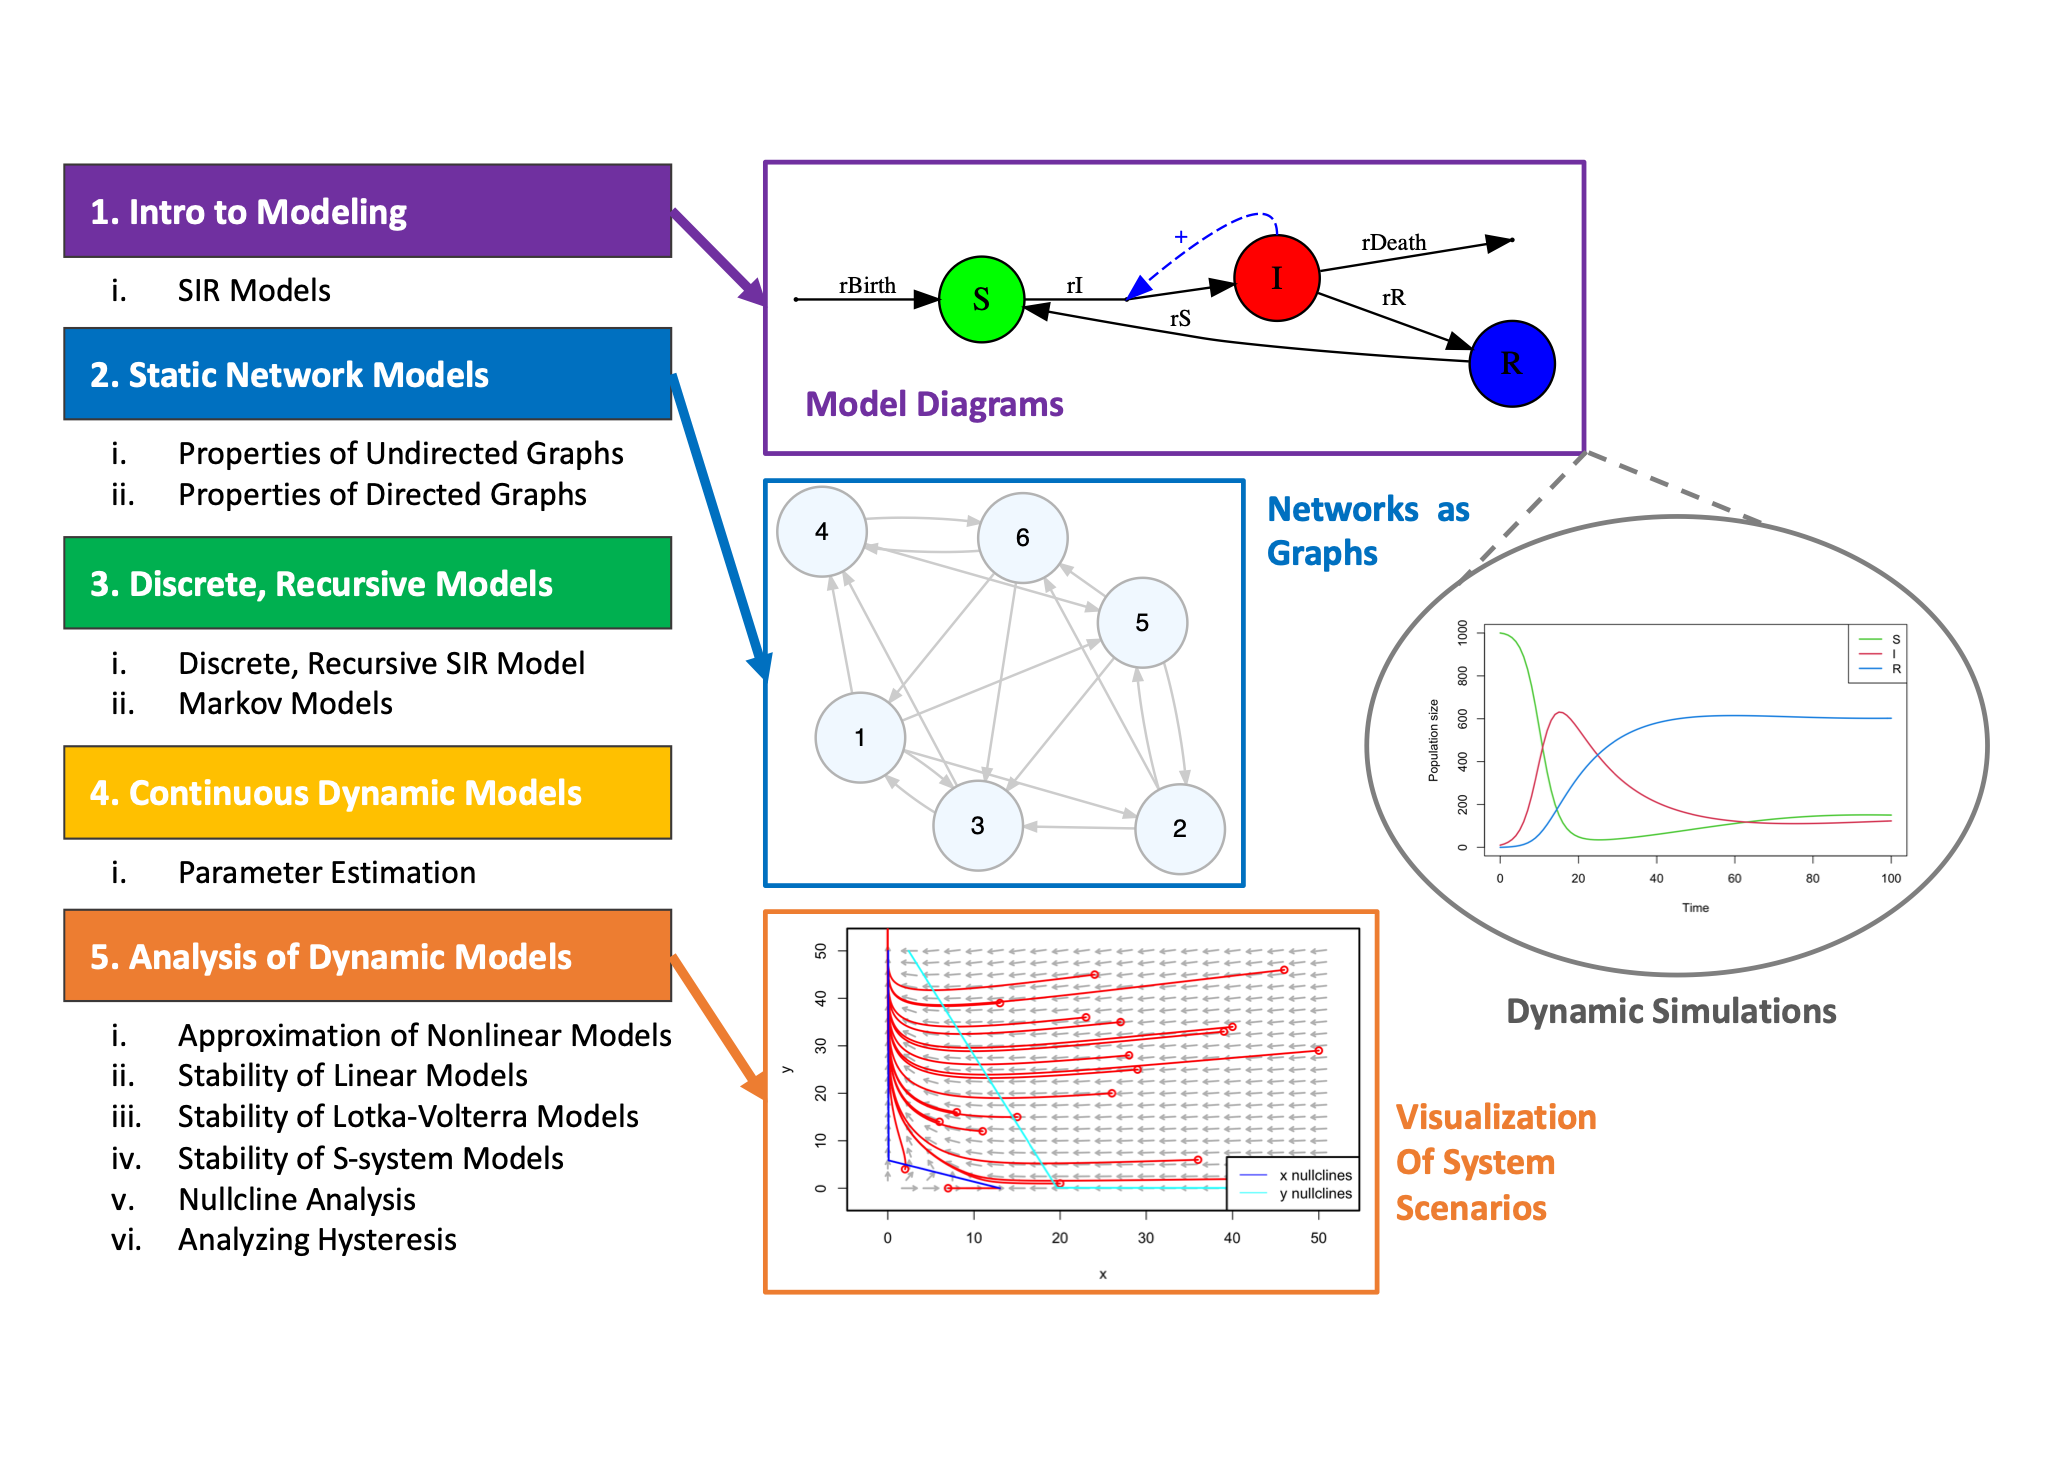 1. Intro to Modeling
i. SIR Models
2. Static Network Models
i. Properties of Undirected Graphs
ii. Properties of Directed Graphs
3. Discrete, Recursive Models
i. Discrete, Recursive SIR Model
ii. Markov Models
4. Continuous Dynamic Models
i. Parameter Estimation
5. Analysis of Dynamic Models
i. Approximation of Nonlinear Models
ii. Stability of Linear Models
iii. Stability of Lotka-Volterra Models
iv. Stability of S-system Models
v. Nullcline Analysis
vi. Analyzing Hysteresis
+
rBirth
S
rI
I
rDeath
rR
rS
R
Model Diagrams
4
6
5
1
3
2
Networks as
Graphs
1000
800
600
400
200
0
Population size
S
I
R
0 20 40 60 80 100
Time
Dynamic Simulations
50
40
30
20
10
0
y
x nullclines
y nullclines
0 10 20 30 40 50
x
Visualization
Of System
Scenarios